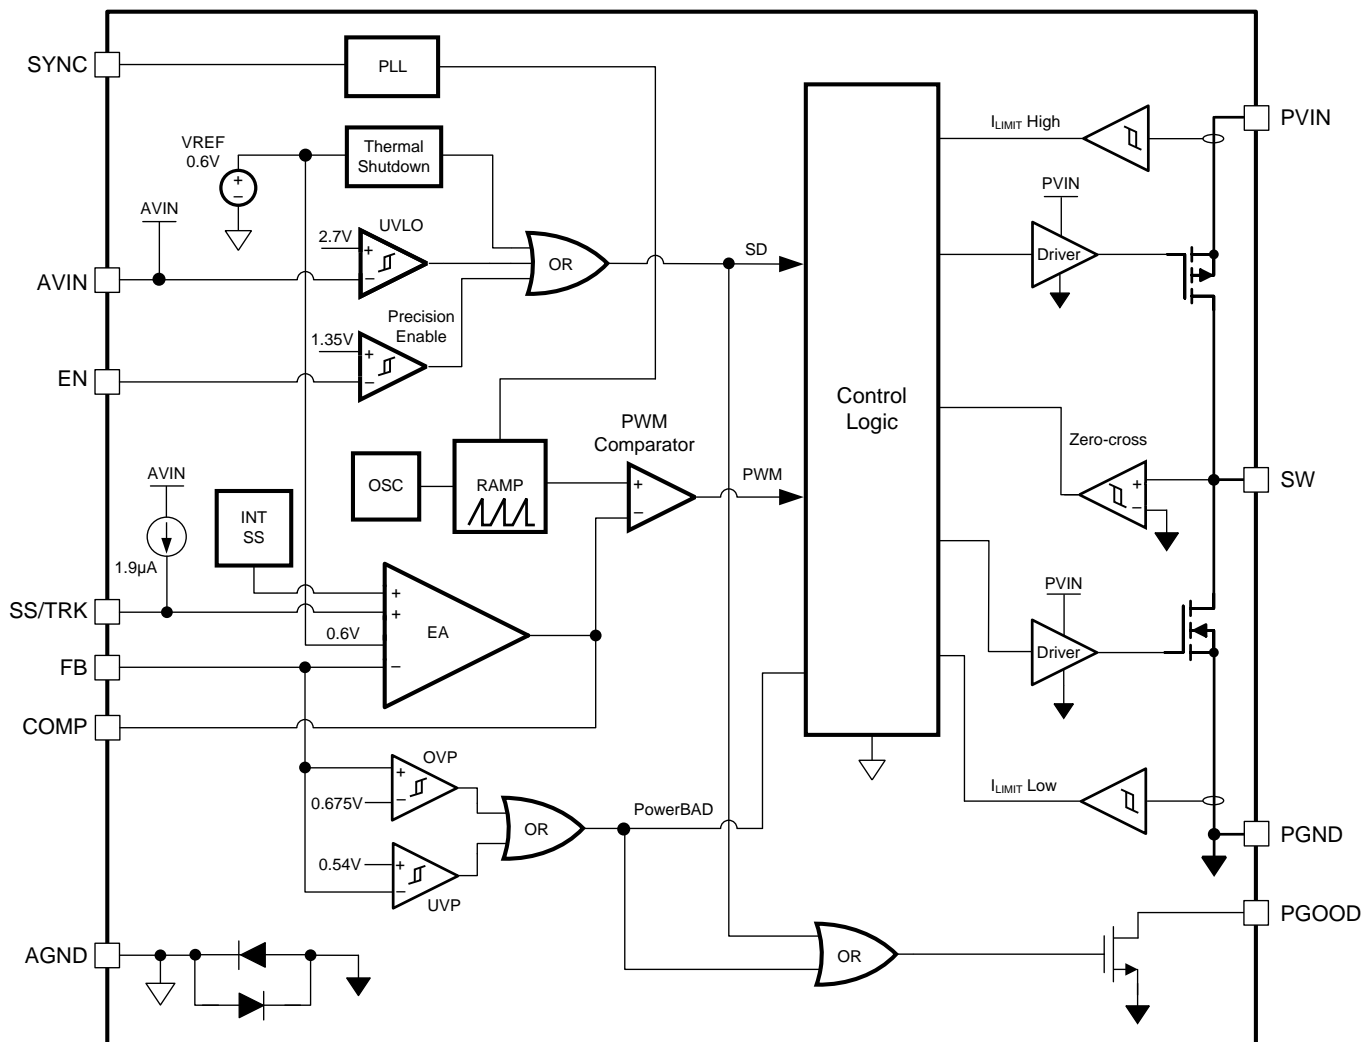 SYNC
PLL
PVIN
I_LIMIT High
VREF
0.6V
+
−
Thermal
Shutdown
PVIN
AVIN
UVLO
2.7V
+
−
OR
SD
Driver
AVIN
Precision
Enable
1.35V
+
−
EN
Control
Logic
PWM
Comparator
Zero-cross
AVIN
OSC
RAMP
+
−
PWM
+
−
SW
INT
SS
1.9µA
PVIN
SS/TRK
+
+
0.6V
EA
−
FB
Driver
COMP
OVP
+
0.675V
−
I_LIMIT Low
PowerBAD
OR
PGND
0.54V
+
−
UVP
PGOOD
AGND
OR